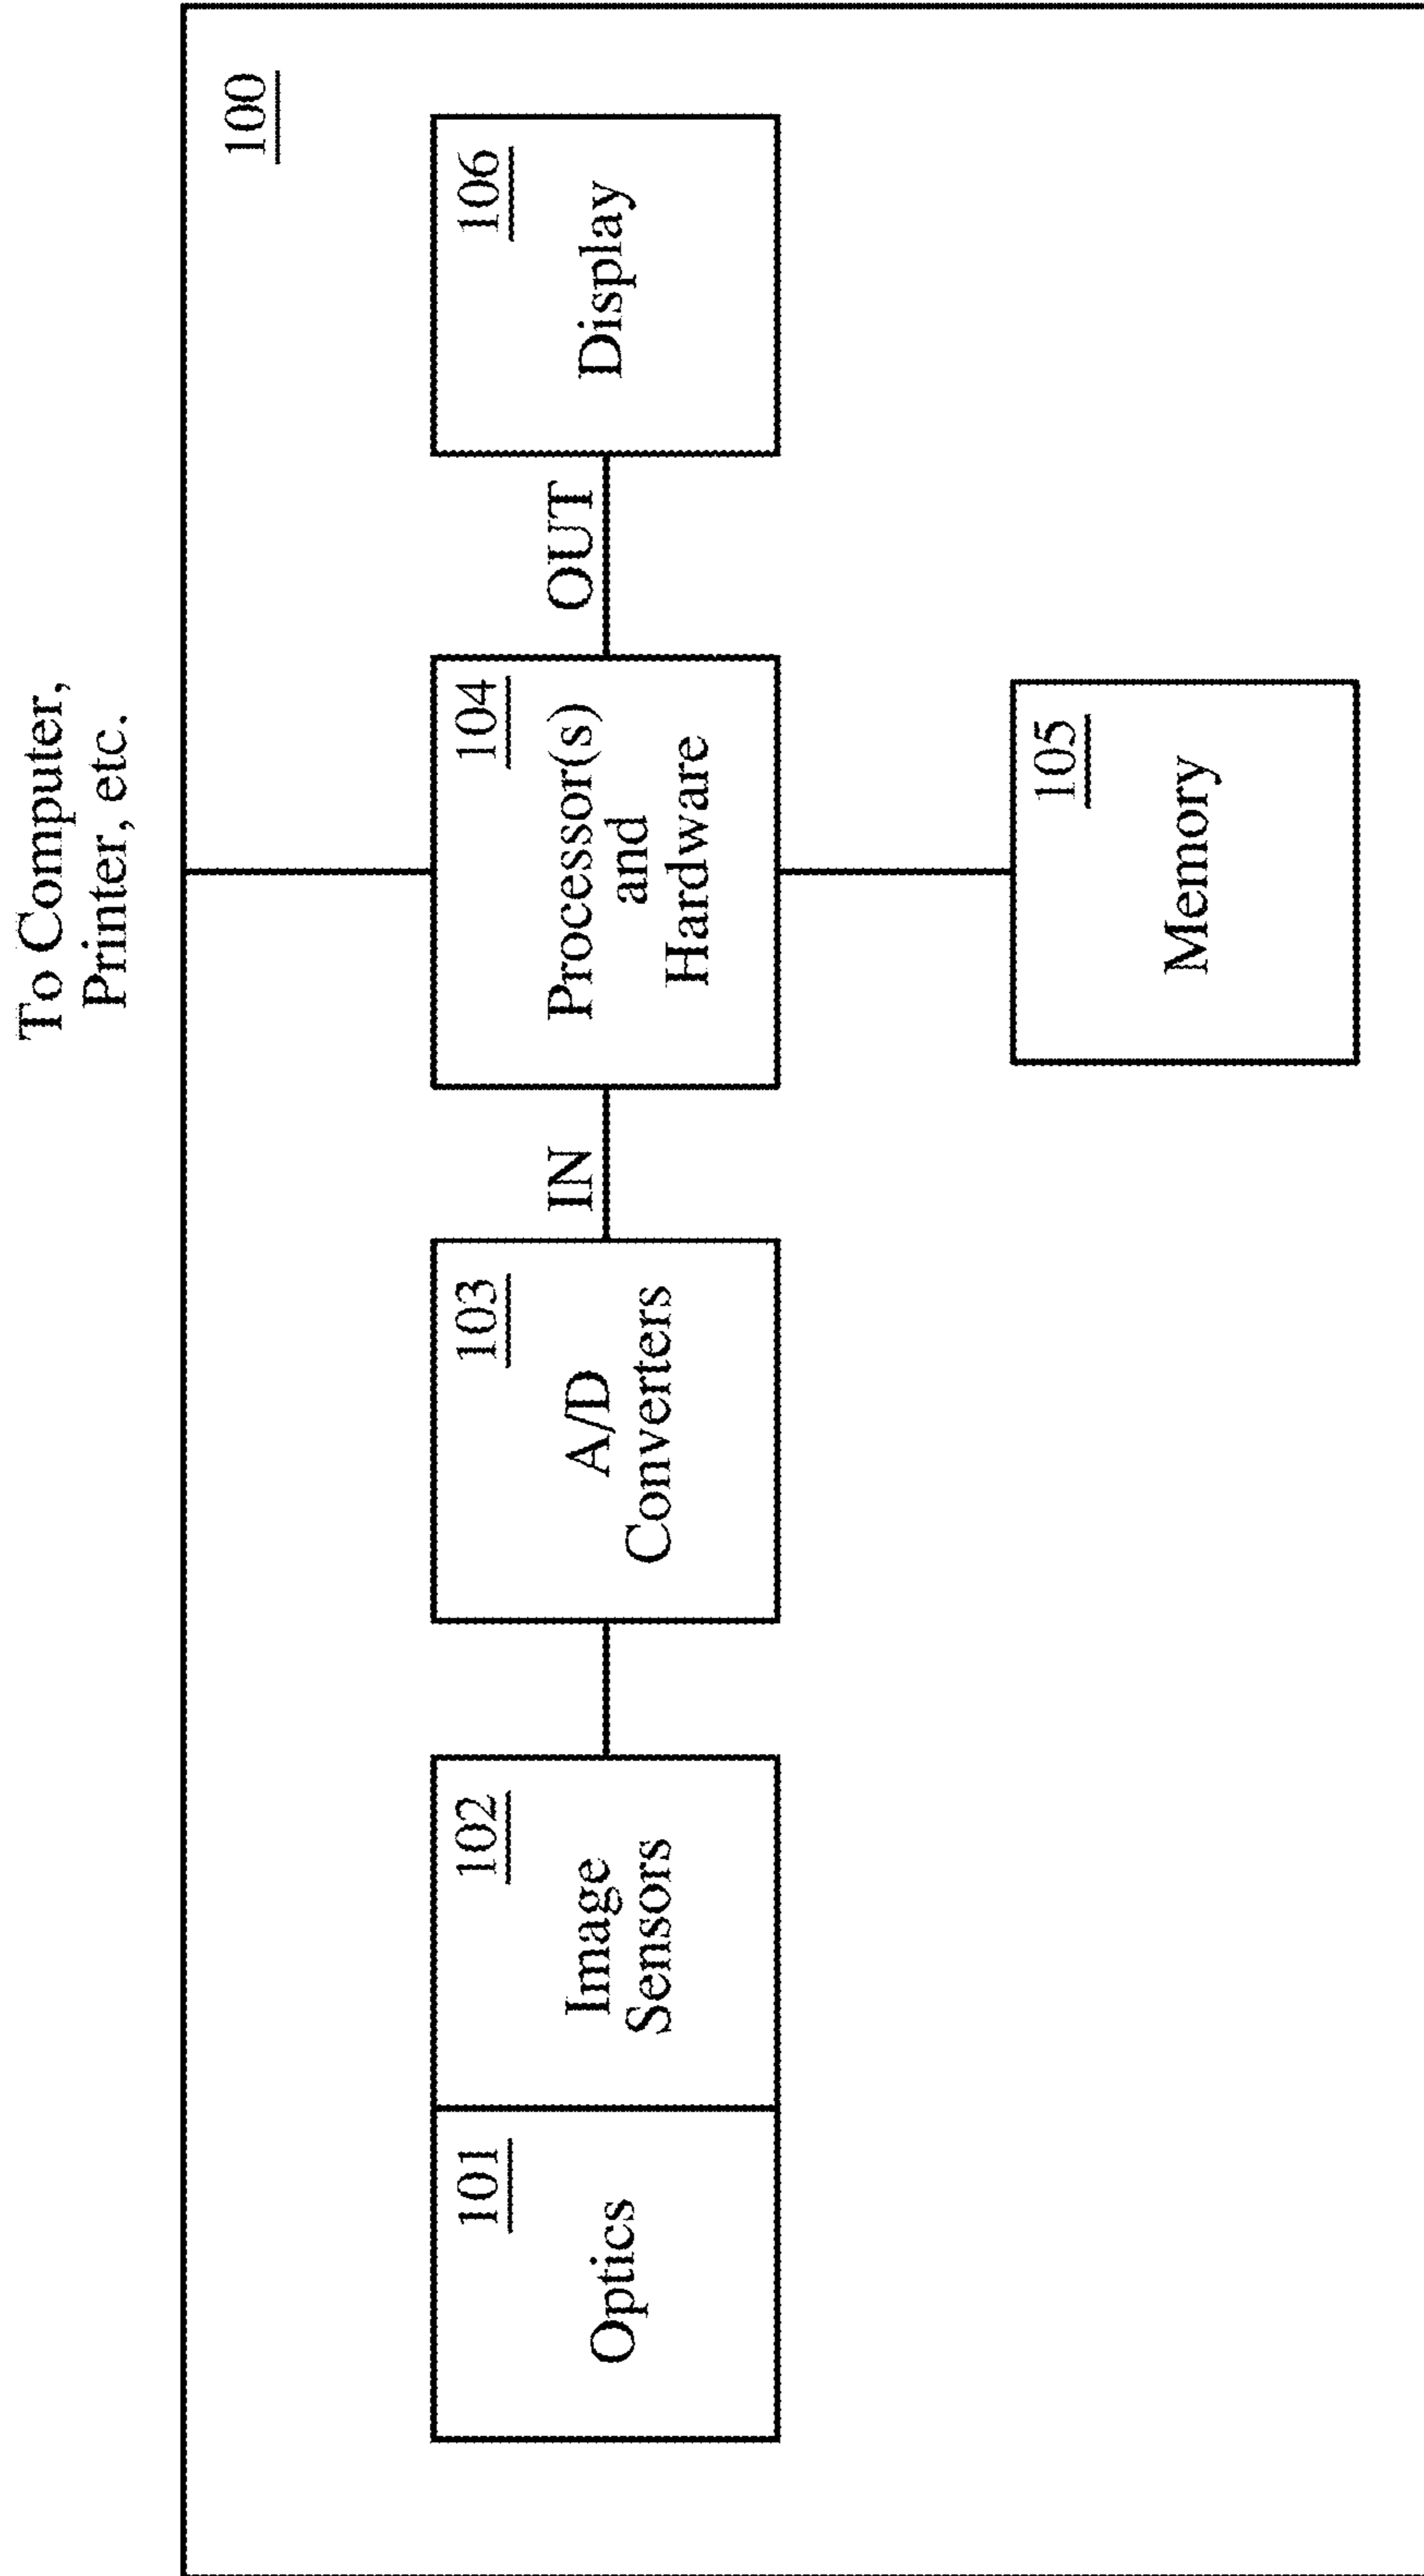 To Computer,
Printer, etc.
100
101
Optics
102
Image
Sensors
103
A/D
Converters
IN
104
Processor(s)
and
Hardware
OUT
106
Display
105
Memory